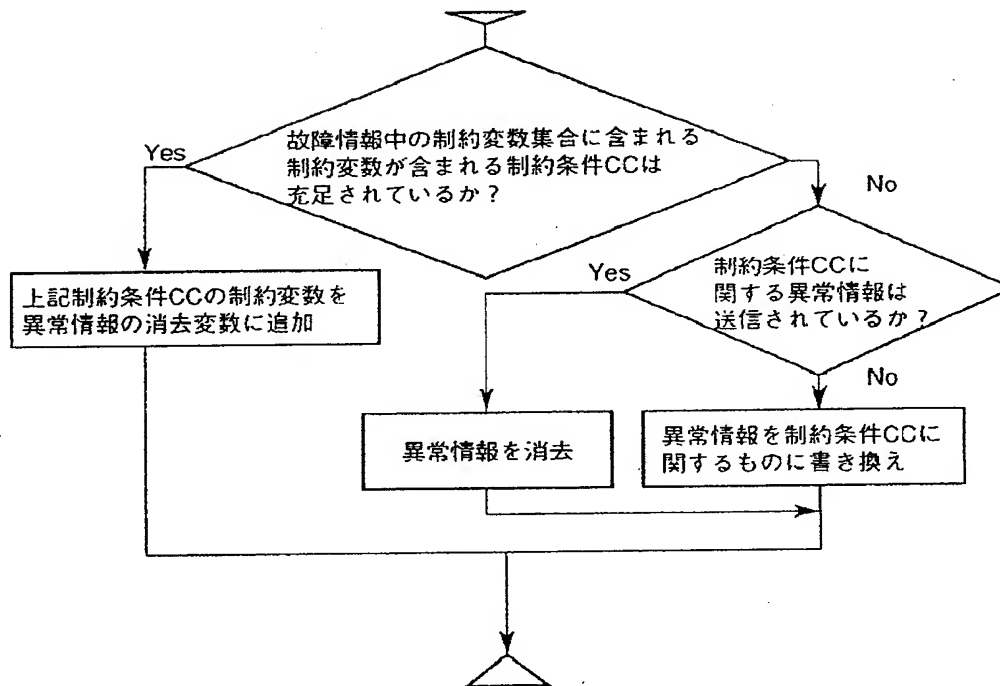 故障情報中の制約変数集合に含まれる
制約変数が含まれる制約条件CCは
充足されているか？
Yes
No
上記制約条件CCの制約変数を
異常情報の消去変数に追加
Yes
制約条件CCに
関する異常情報は
送信されているか？
No
異常情報を消去
異常情報を制約条件CCに
関するものに書き換え